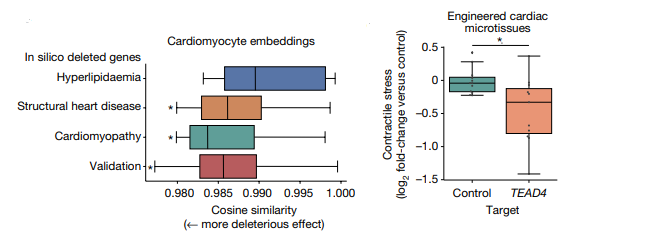 Cardiomyocyte embeddings
In silico deleted genes
Hyperlipidaemia
Structural heart disease
*
Cardiomyopathy
*
Validation
*
0.980 0.985 0.990 0.995 1.000
Cosine similarity
(← more deleterious effect)
Engineered cardiac
microtissues
*
Contractile stress
(log2 fold-change versus control)
0.5
0
−0.5
−1.0
−1.5
Control TEAD4
Target